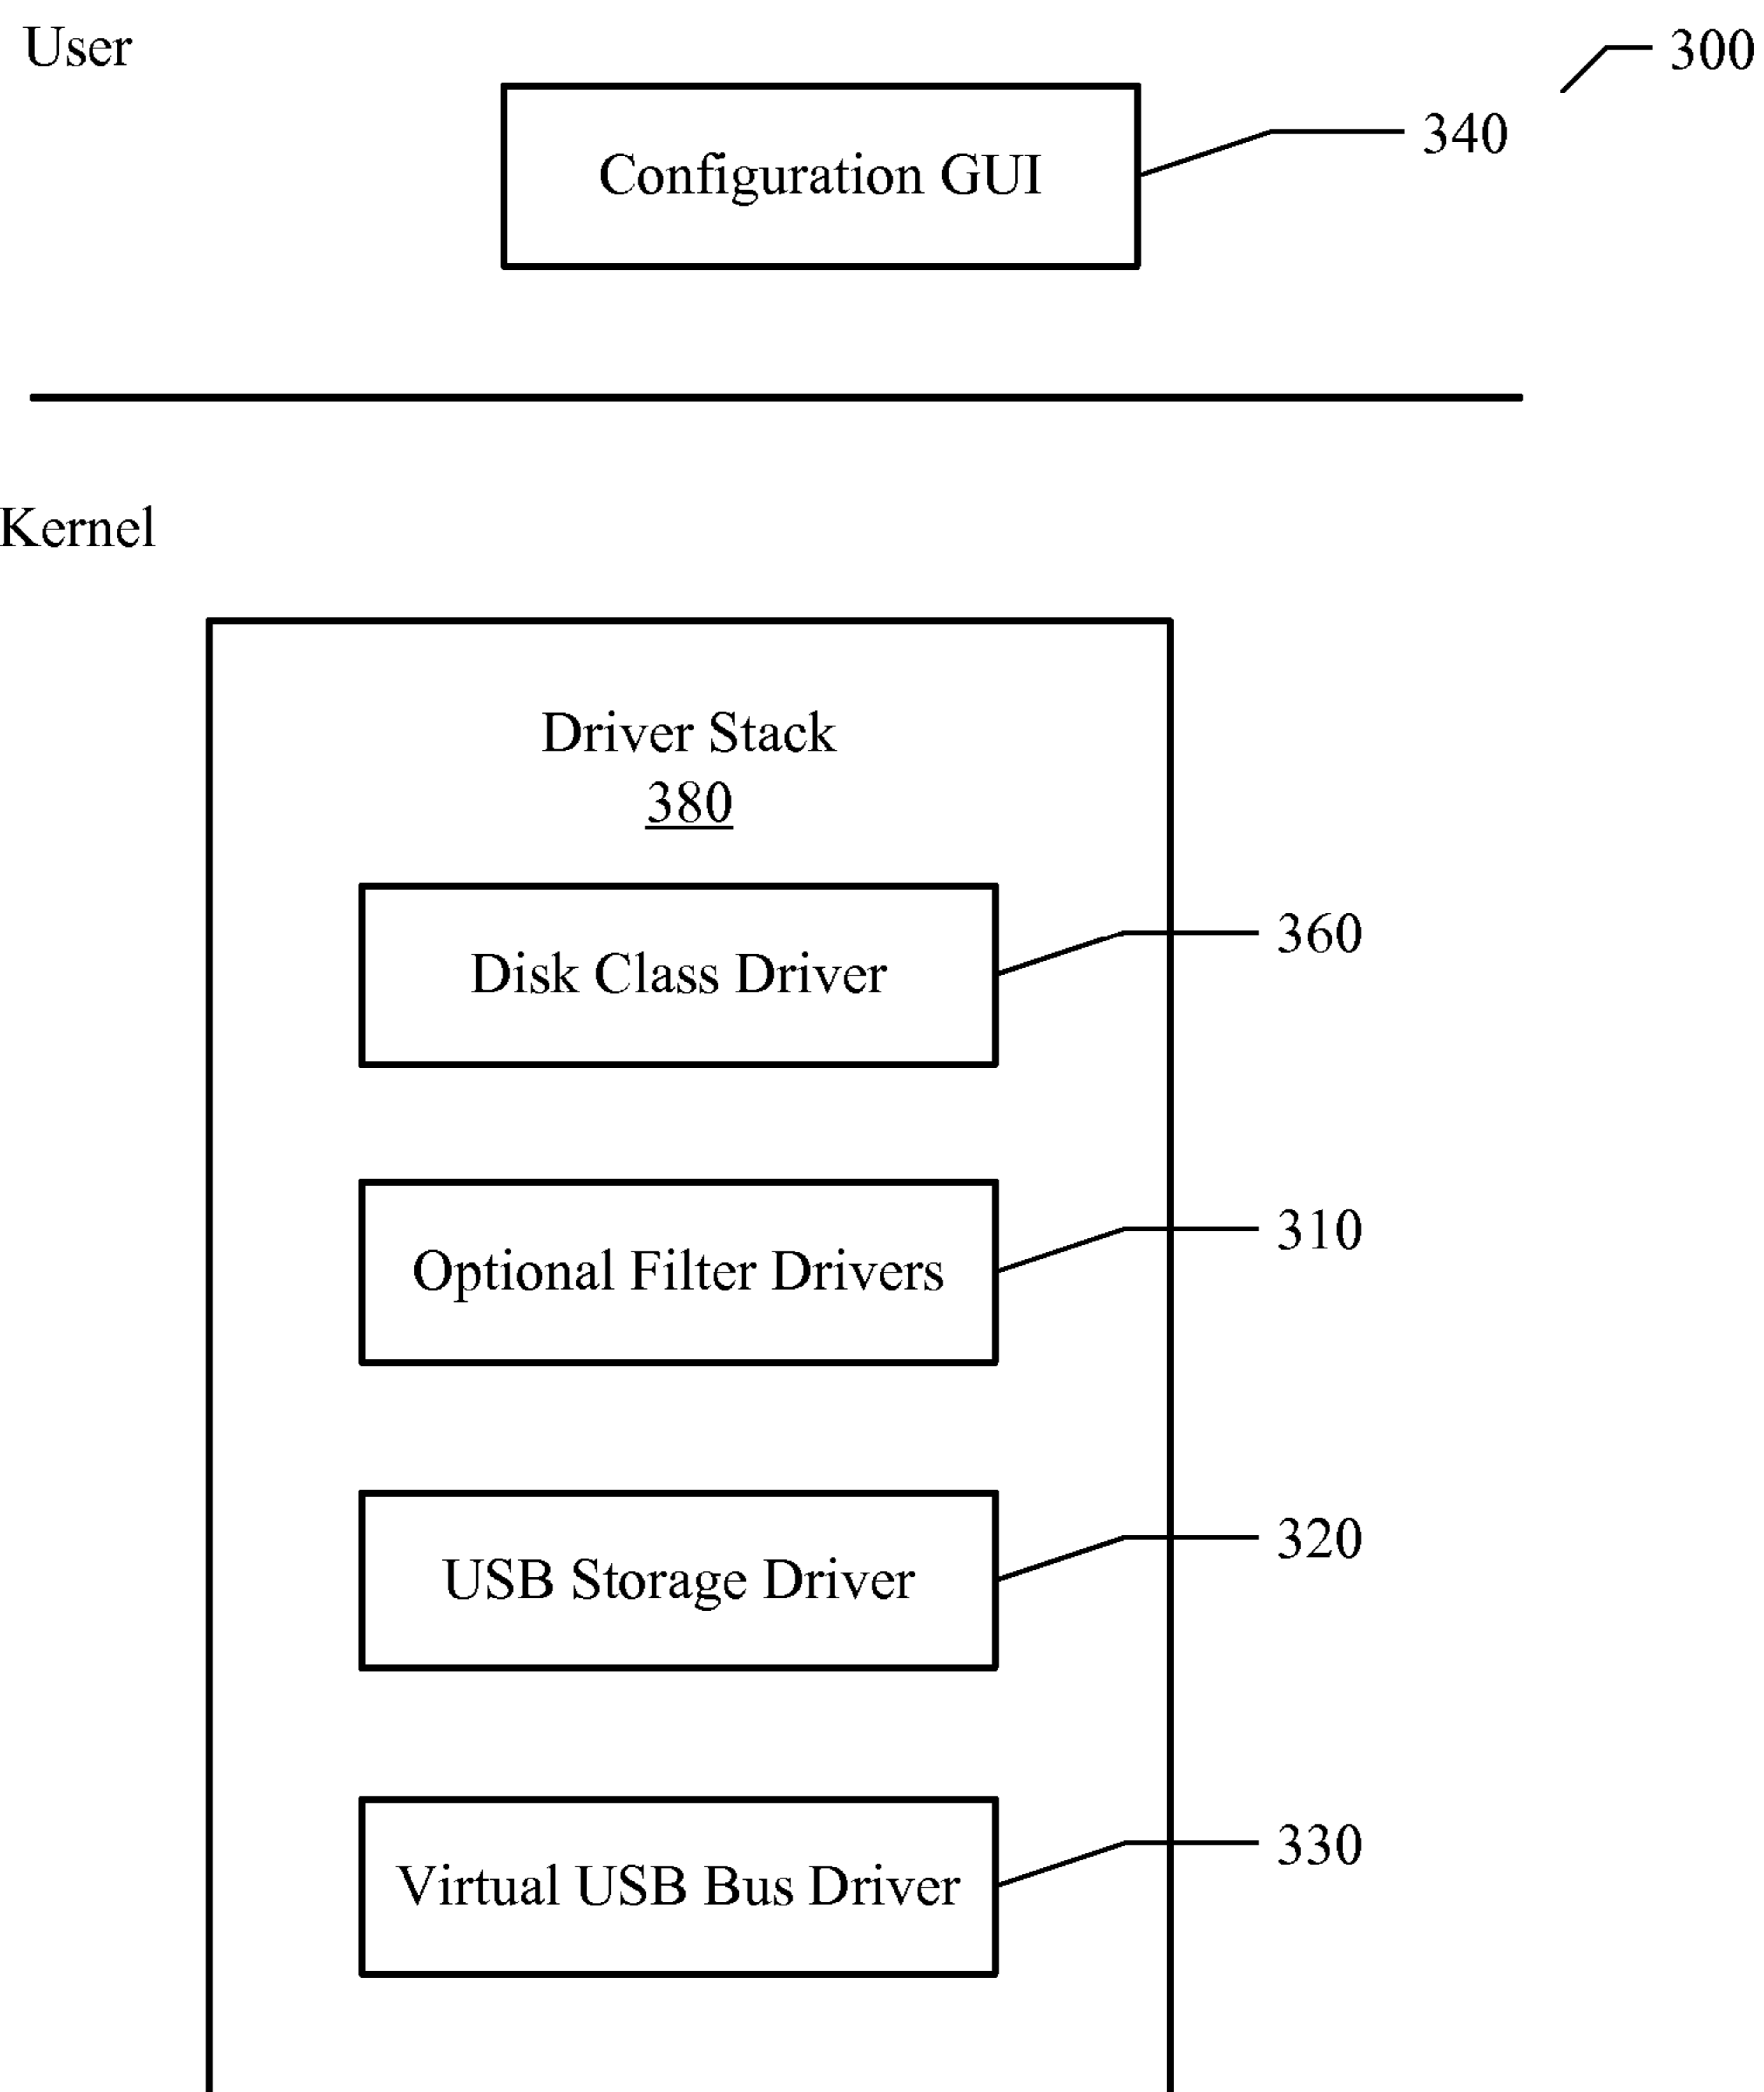 User
300
340
Configuration GUI
Kernel
Driver Stack
380
360
Disk Class Driver
310
Optional Filter Drivers
320
USB Storage Driver
330
Virtual USB Bus Driver